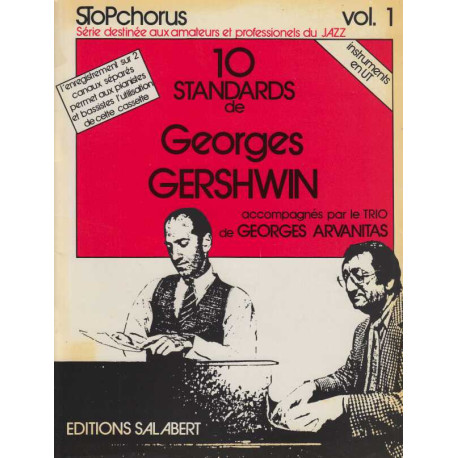 SToPchorus vol. 1
Série destinée aux amateurs et professionels du JAZZ
l'enregistrement sur 2
canaux séparés
permet aux pianistes
et bassistes l'utilisation
de cette cassette
instruments
en UT
10
STANDARDS
de
Georges
GERSHWIN
accompagnés par le TRIO
de GEORGES ARVANITAS
EDITIONS SALABERT